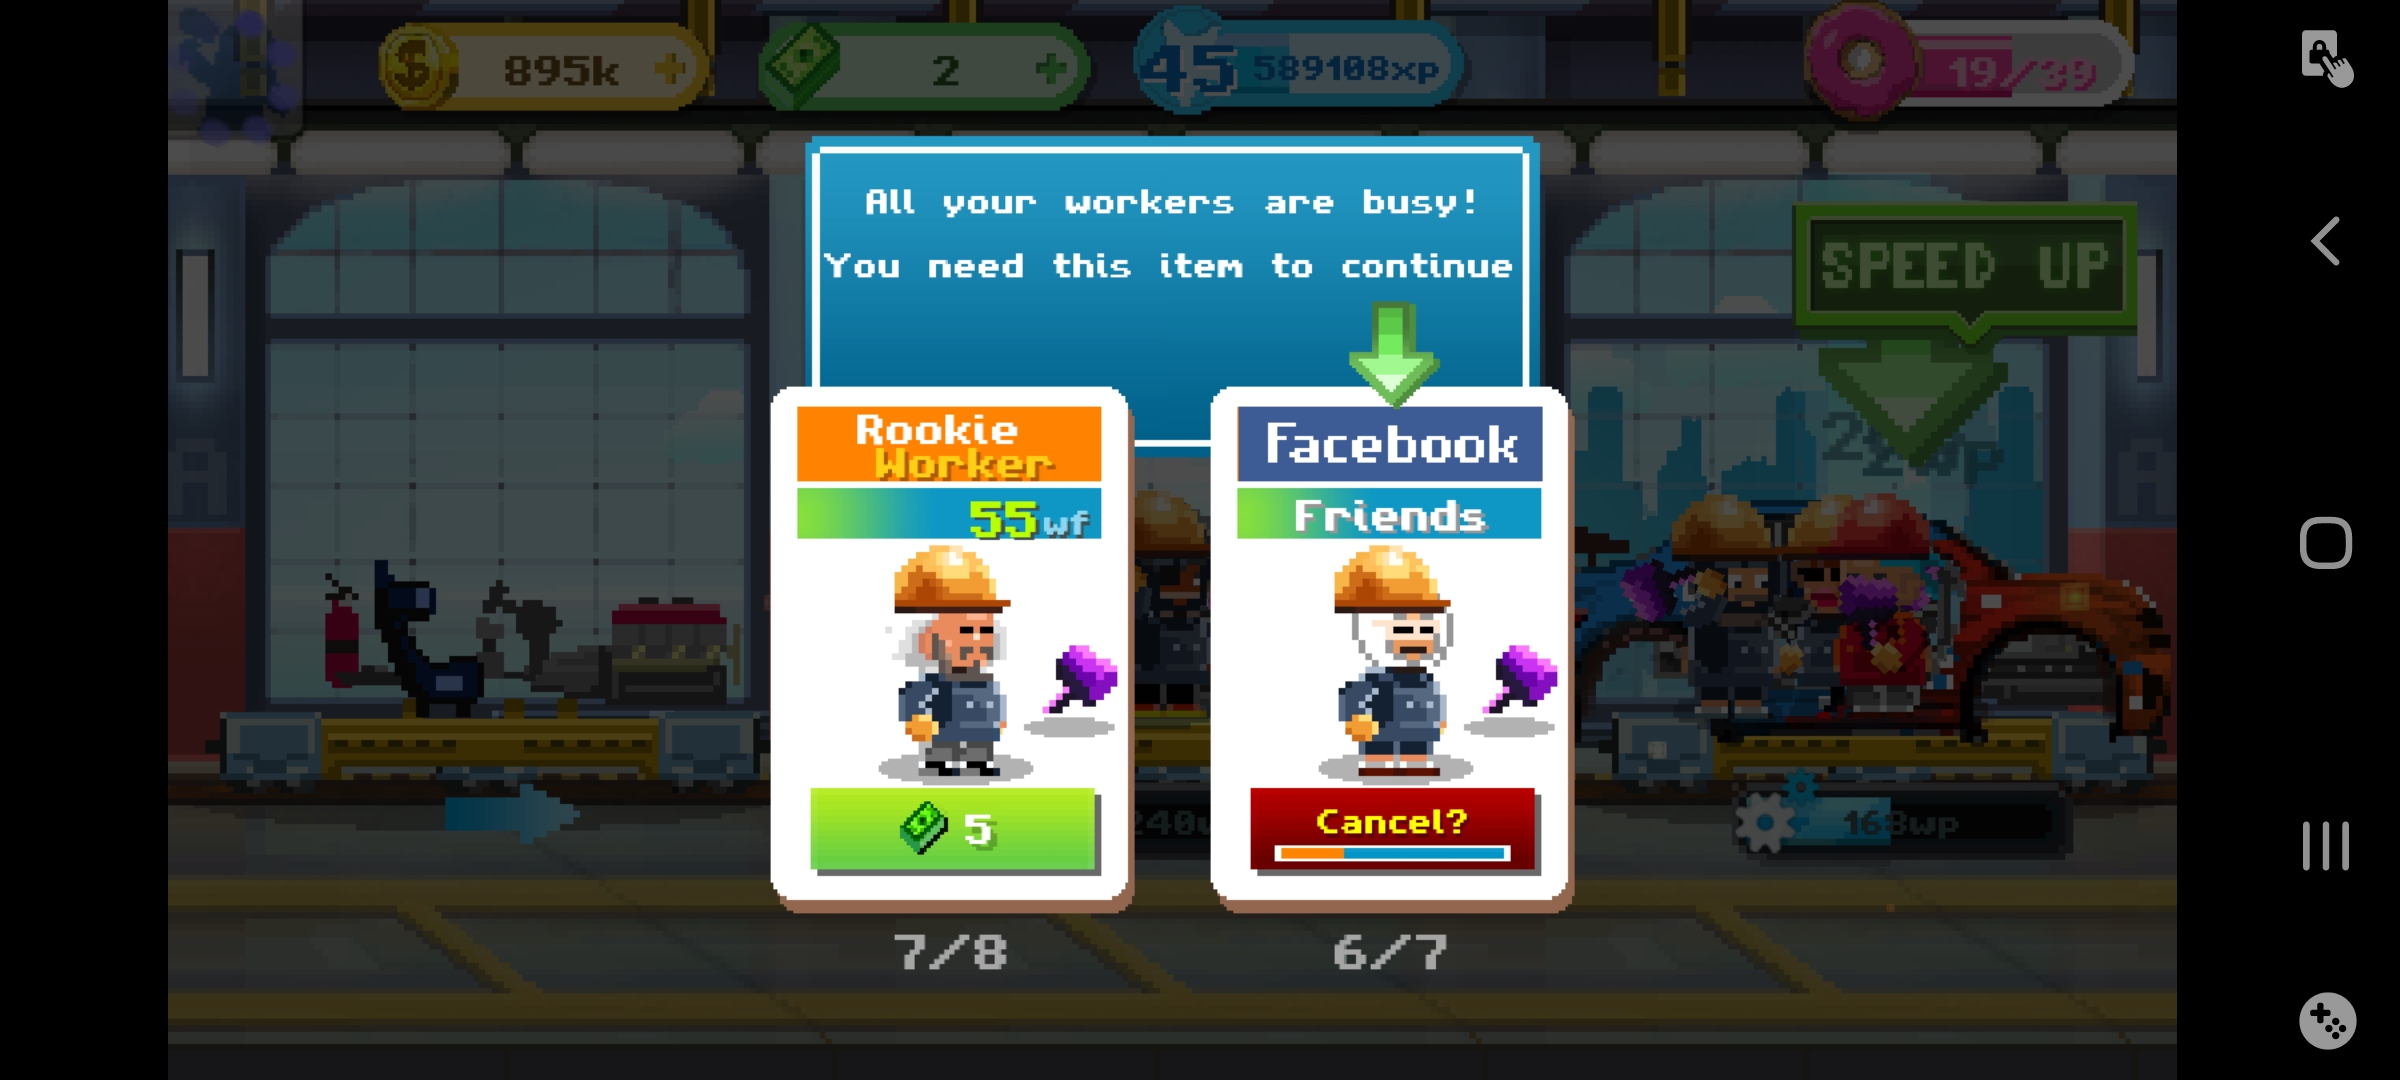 895k
2
45 589108xp
19/39
All your workers are busy!
You need this item to continue
SPEED UP
Rookie
Worker
55wf
5
7/8
Facebook
Friends
Cancel?
6/7
168wp